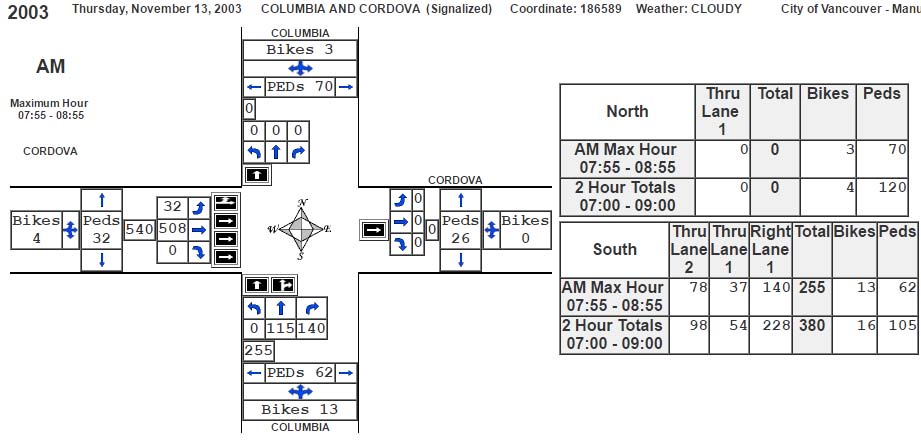 2003 Thursday, November 13, 2003 COLUMBIA AND CORDOVA (Signalized) Coordinate: 186589 Weather: CLOUDY City of Vancouver - Manu
AM
Maximum Hour
07:55 - 08:55
CORDOVA
COLUMBIA
Bikes 3
PEDs 70
0
0 0 0
CORDOVA
Bikes
4
Peds
32
540
32
508
0
N
W E
S
0
0
0
0
Peds
26
Bikes
0
0 115 140
255
PEDs 62
Bikes 13
COLUMBIA
North Thru Lane 1 Total Bikes Peds
AM Max Hour 07:55 - 08:55 0 0 3 70
2 Hour Totals 07:00 - 09:00 0 0 4 120
South Thru Lane 2 Thru Lane 1 Right Lane 1 Total Bikes Peds
AM Max Hour 07:55 - 08:55 78 37 140 255 13 62
2 Hour Totals 07:00 - 09:00 98 54 228 380 16 105